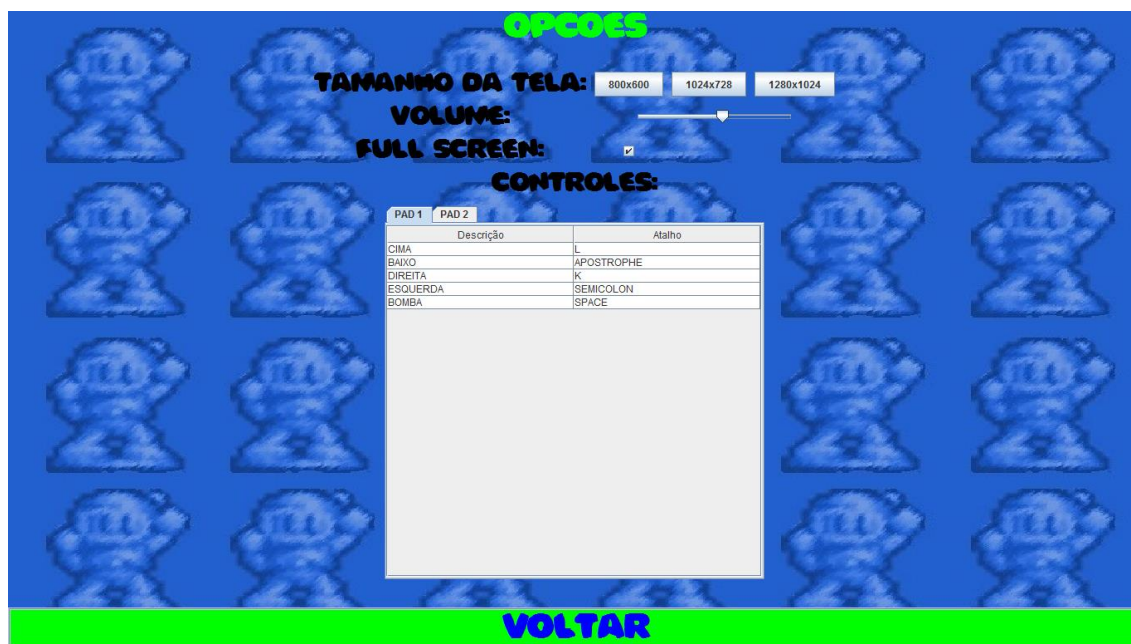 OPCOES
TAMANHO DA TELA: 800x600 1024x728 1280x1024
VOLUME:
FULL SCREEN:
CONTROLES:
PAD 1 PAD 2
Descrição Atalho
CIMA L
BAIXO APOSTROPHE
DIREITA K
ESQUERDA SEMICOLON
BOMBA SPACE
VOLTAR